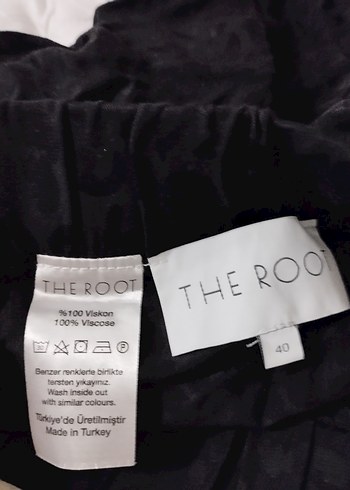 THE ROOT
%100 Viskon
100% Viscose
Benzer renklerle birlikte
tersten yıkayınız.
Wash inside out
with similar colours.
Türkiye'de Üretilmiştir
Made in Turkey
THE ROOT
40